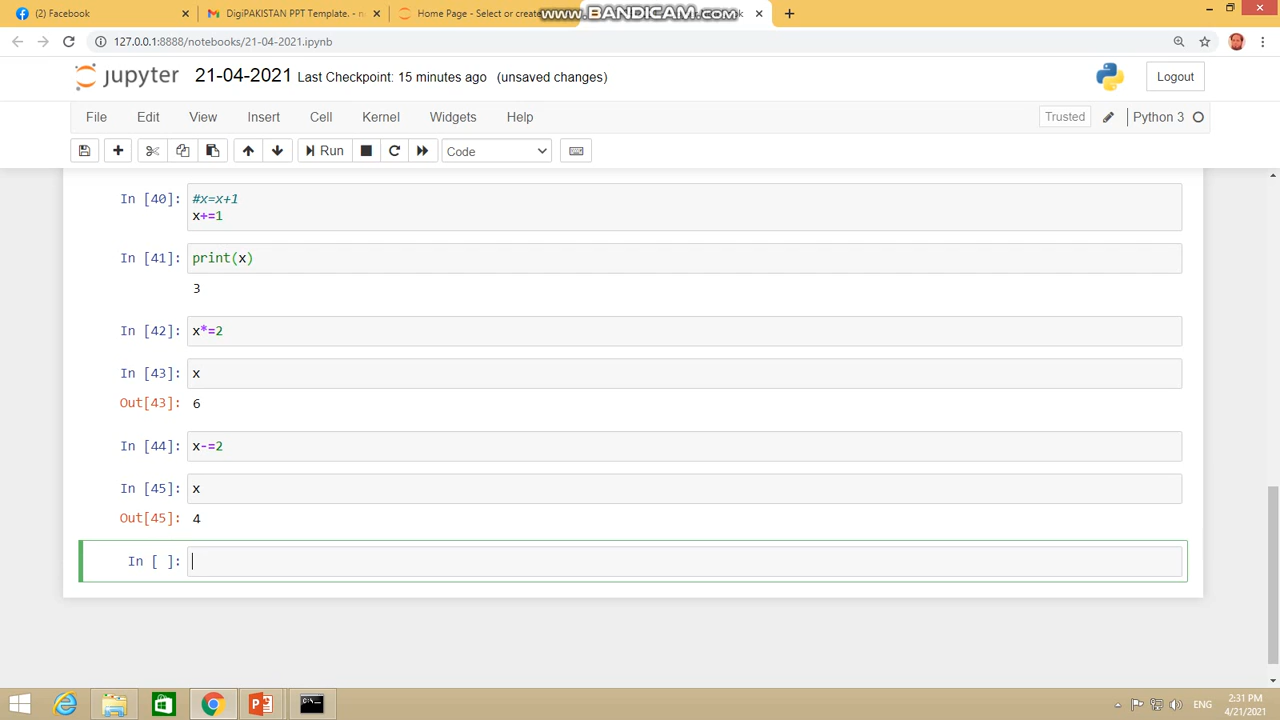 (2) Facebook
DigiPAKISTAN PPT Template. - n
Home Page - Select or create
www.BANDICAM.com
127.0.0.1:8888/notebooks/21-04-2021.ipynb
jupyter 21-04-2021 Last Checkpoint: 15 minutes ago (unsaved changes)
Logout
File Edit View Insert Cell Kernel Widgets Help
Trusted
Python 3
Run
Code
In [40]: #x=x+1
x+=1
In [41]: print(x)
3
In [42]: x*=2
In [43]: x
Out[43]: 6
In [44]: x-=2
In [45]: x
Out[45]: 4
In [ ]:
ENG
2:31 PM
4/21/2021